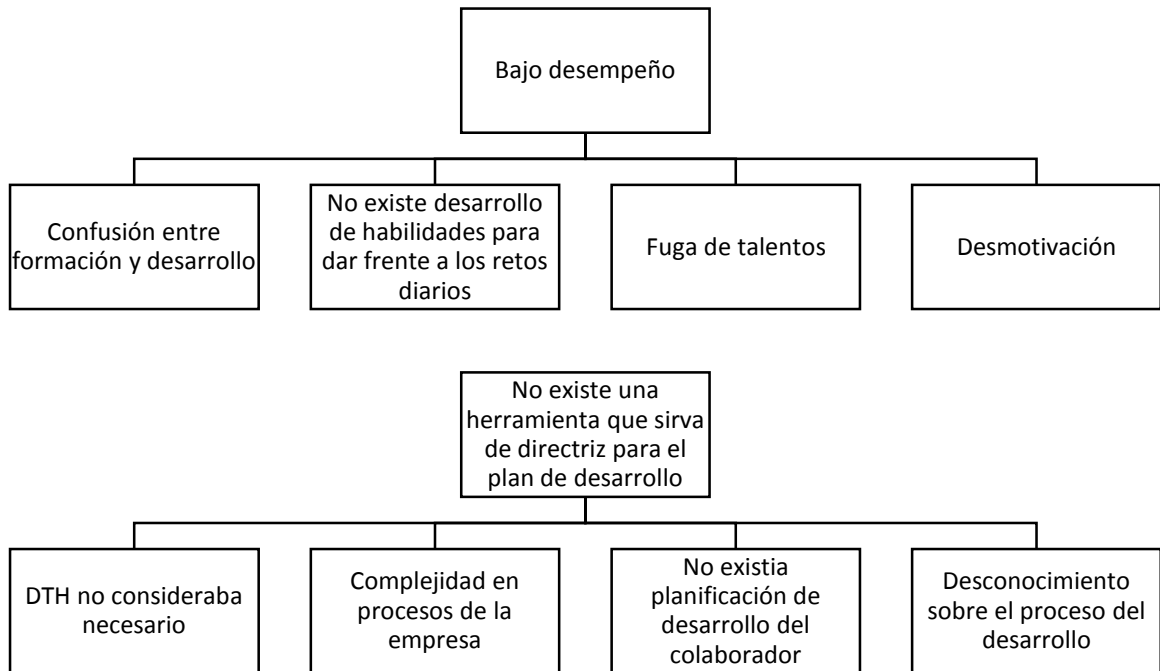 Bajo desempeño
Confusión entre
formación y desarrollo
No existe desarrollo
de habilidades para
dar frente a los retos
diarios
Fuga de talentos
Desmotivación
No existe una
herramienta que sirva
de directriz para el
plan de desarrollo
DTH no consideraba
necesario
Complejidad en
procesos de la
empresa
No existia
planificación de
desarrollo del
colaborador
Desconocimiento
sobre el proceso del
desarrollo